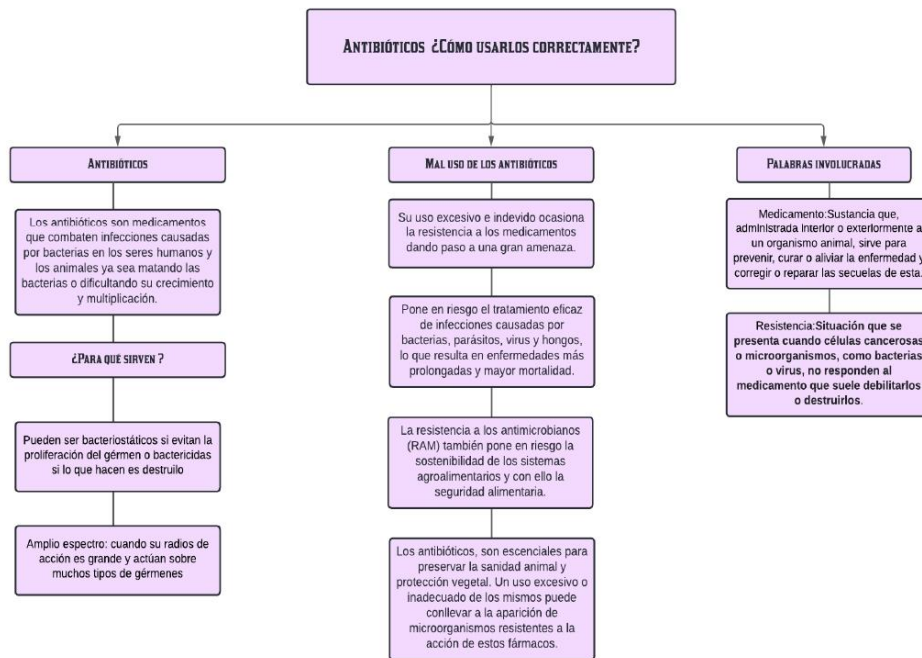 ANTIBIÓTICOS ¿CÓMO USARLOS CORRECTAMENTE?
ANTIBIÓTICOS
Los antibióticos son medicamentos
que combaten infecciones causadas
por bacterias en los seres humanos y
los animales ya sea matando las
bacterias o dificultando su crecimiento
y multiplicación.
¿PARA QUÉ SIRVEN ?
Pueden ser bacteriostáticos si evitan la
proliferación del gérmen o bactericidas
si lo que hacen es destruilo
Amplio espectro: cuando su radios de
acción es grande y actúan sobre
muchos tipos de gérmenes
MAL USO DE LOS ANTIBIÓTICOS
Su uso excesivo e indevido ocasiona
la resistencia a los medicamentos
dando paso a una gran amenaza.
Pone en riesgo el tratamiento eficaz
de infecciones causadas por
bacterias, parásitos, virus y hongos,
lo que resulta en enfermedades más
prolongadas y mayor mortalidad.
La resistencia a los antimicrobianos
(RAM) también pone en riesgo la
sostenibilidad de los sistemas
agroalimentarios y con ello la
seguridad alimentaria.
Los antibióticos, son escenciales para
preservar la sanidad animal y
protección vegetal. Un uso excesivo o
inadecuado de los mismos puede
conllevar a la aparición de
microorganismos resistentes a la
acción de estos fármacos.
PALABRAS INVOLUCRADAS
Medicamento:Sustancia que,
administrada interior o exteriormente a
un organismo animal, sirve para
prevenir, curar o aliviar la enfermedad y
corregir o reparar las secuelas de esta.
Resistencia:Situación que se
presenta cuando células cancerosas
o microorganismos, como bacterias
o virus, no responden al
medicamento que suele debilitarlos
o destruirlos.